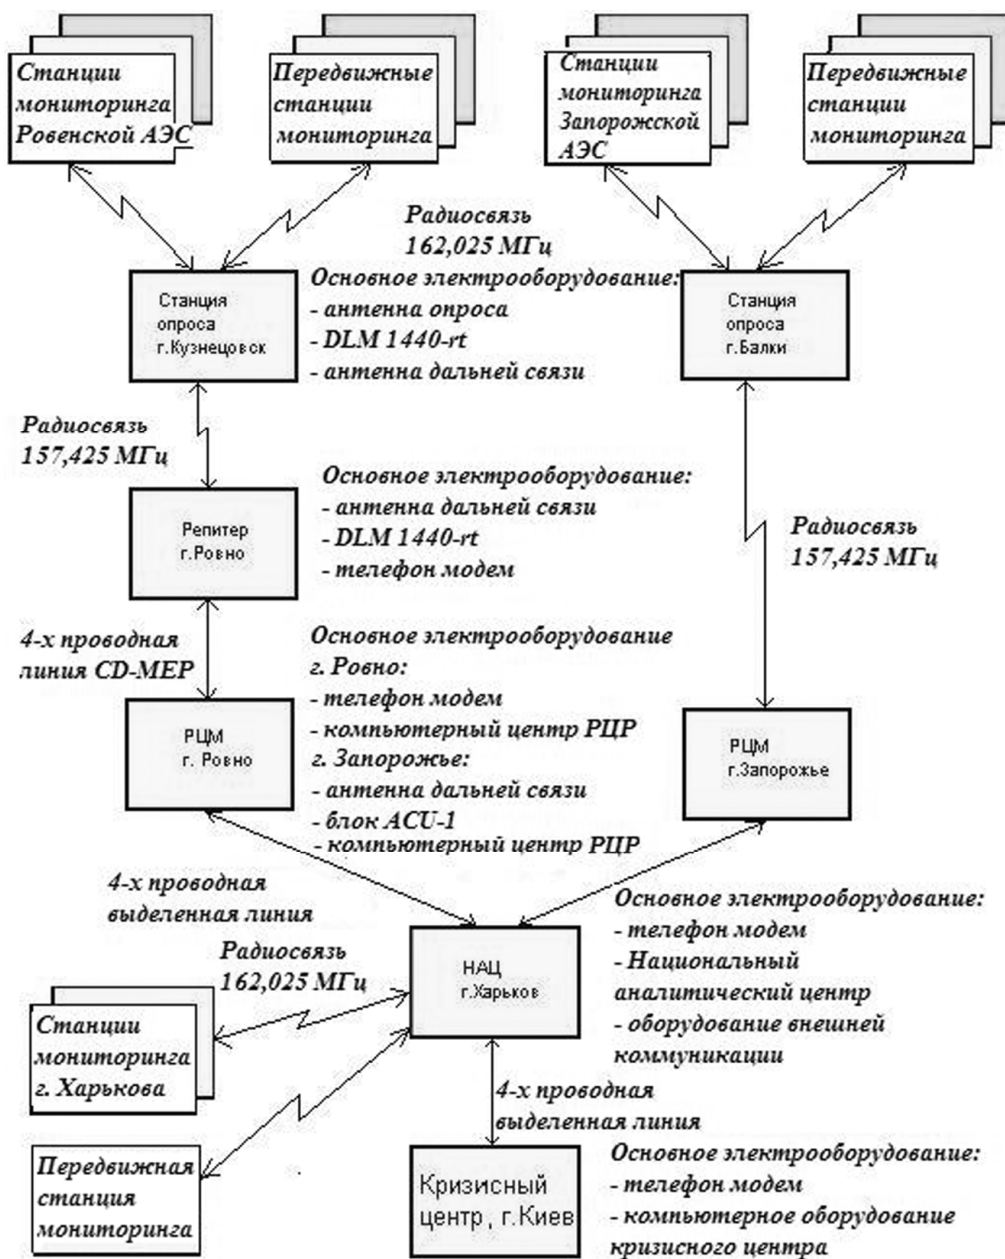 Станции
мониторинга
Ровенской АЭС
Передвижные
станции
мониторинга
Станции
мониторинга
Запорожской
АЭС
Передвижные
станции
мониторинга
Радиосвязь
162,025 МГц
Станция
опроса
г.Кузнецовск
Основное электрооборудование:
- антенна опроса
- DLM 1440-rt
- антенна дальней связи
Станция
опроса
г.Балки
Радиосвязь
157,425 МГц
Репитер
г.Ровно
Основное электрооборудование:
- антенна дальней связи
- DLM 1440-rt
- телефон модем
Радиосвязь
157,425 МГц
4-х проводная
линия CD-MEP
РЦМ
г. Ровно
Основное электрооборудование
г. Ровно:
- телефон модем
- компьютерный центр РЦР
г. Запорожье:
- антенна дальней связи
- блок ACU-1
- компьютерный центр РЦР
РЦМ
г.Запорожье
4-х проводная
выделенная линия
Радиосвязь
162,025 МГц
НАЦ
г.Харьков
Основное электрооборудование:
- телефон модем
- Национальный
аналитический центр
- оборудование внешней
коммуникации
Станции
мониторинга
г. Харькова
4-х проводная
выделенная линия
Передвижная
станция
мониторинга
Кризисный
центр, г.Киев
Основное электрооборудование:
- телефон модем
- компьютерное оборудование
кризисного центра